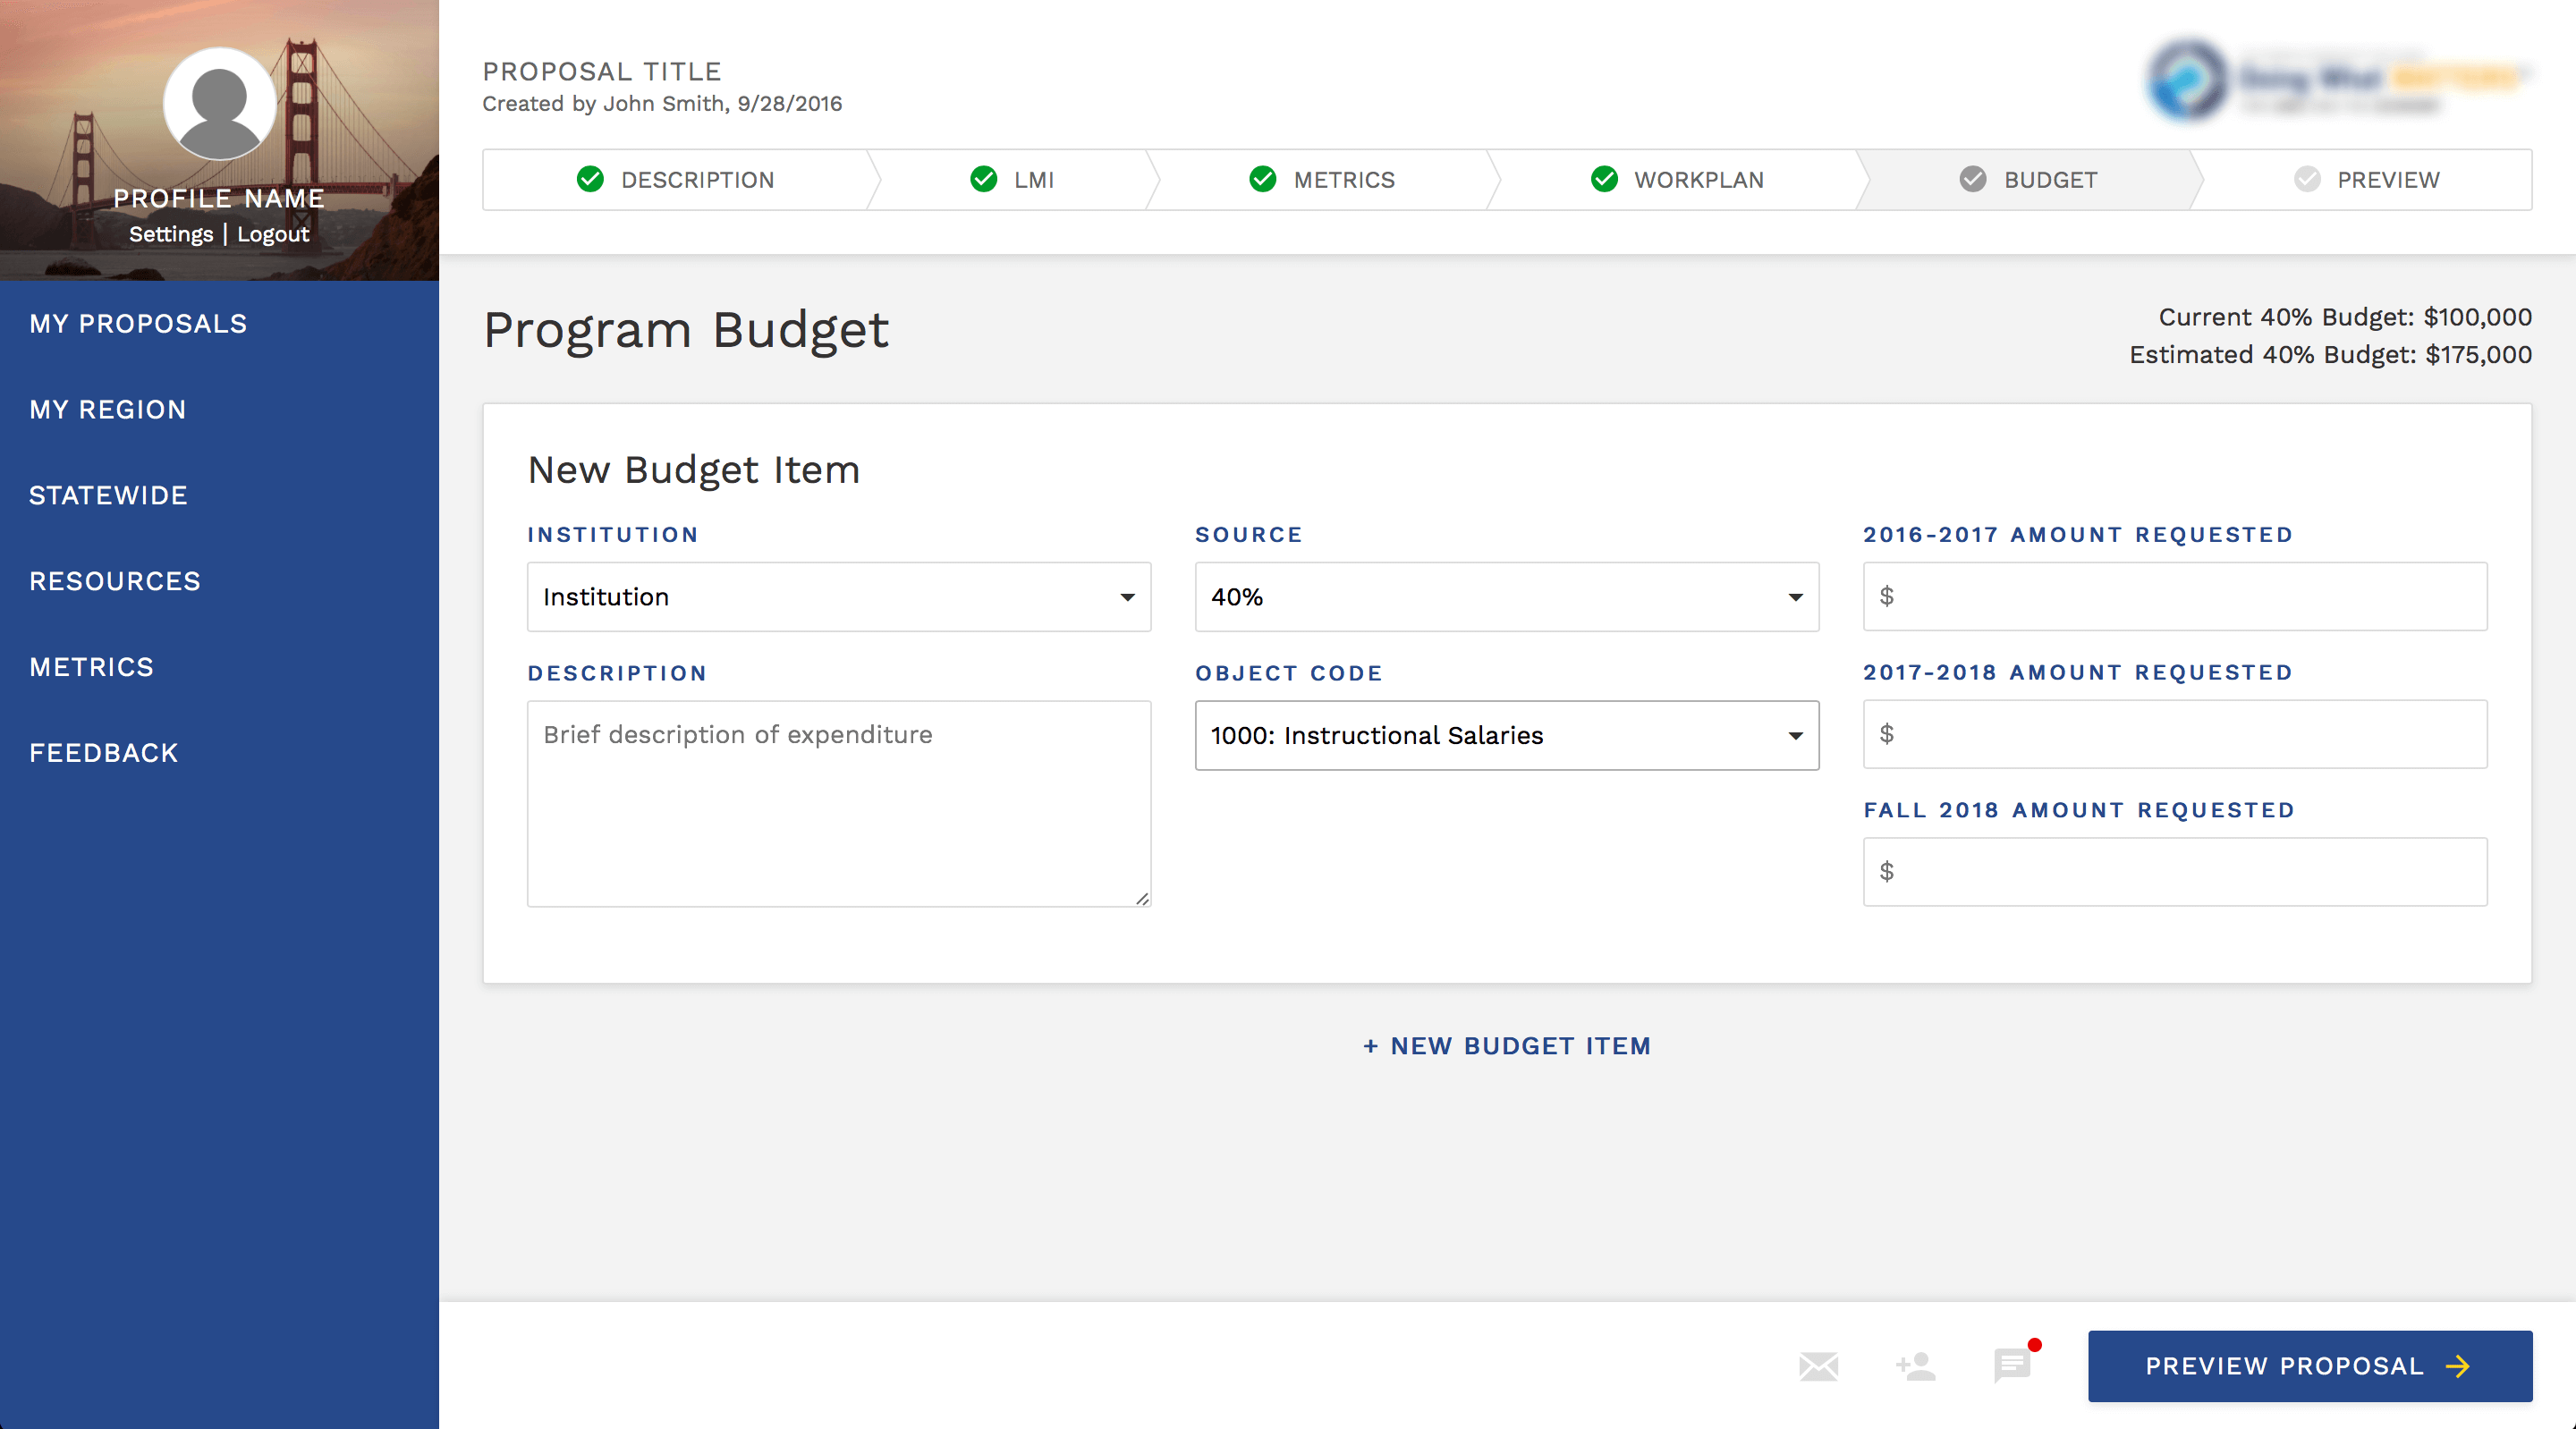 PROFILE NAME
Settings | Logout
MY PROPOSALS
MY REGION
STATEWIDE
RESOURCES
METRICS
FEEDBACK
PROPOSAL TITLE
Created by John Smith, 9/28/2016
DESCRIPTION
LMI
METRICS
WORKPLAN
BUDGET
PREVIEW
Program Budget
Current 40% Budget: $100,000
Estimated 40% Budget: $175,000
New Budget Item
INSTITUTION
Institution
DESCRIPTION
Brief description of expenditure
SOURCE
40%
OBJECT CODE
1000: Instructional Salaries
2016-2017 AMOUNT REQUESTED
$
2017-2018 AMOUNT REQUESTED
$
FALL 2018 AMOUNT REQUESTED
$
+ NEW BUDGET ITEM
PREVIEW PROPOSAL